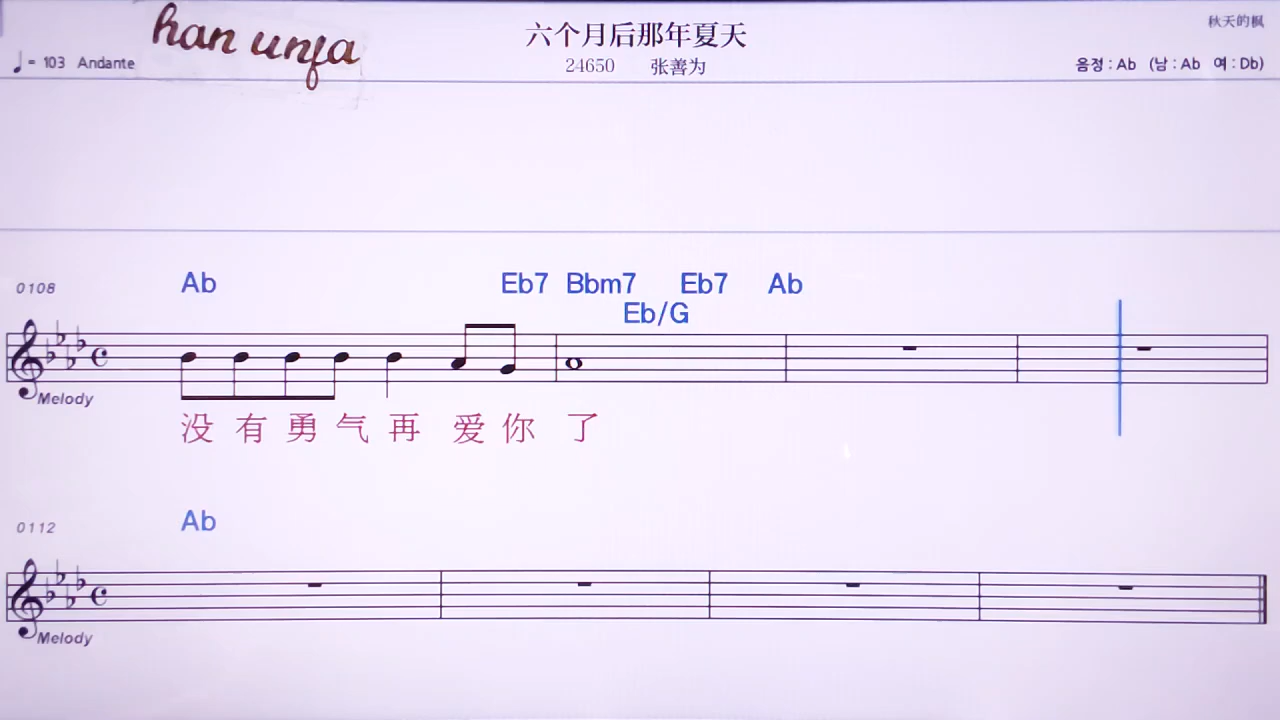 han unja
六个月后那年夏天
秋天的枫
♩= 103 Andante
24650 张善为
음정 : Ab (남 : Ab 여 : Db)
0108
Ab Eb7 Bbm7 Eb7 Ab
Eb/G
Melody
没 有 勇 气 再 爱 你 了
0112
Ab
Melody